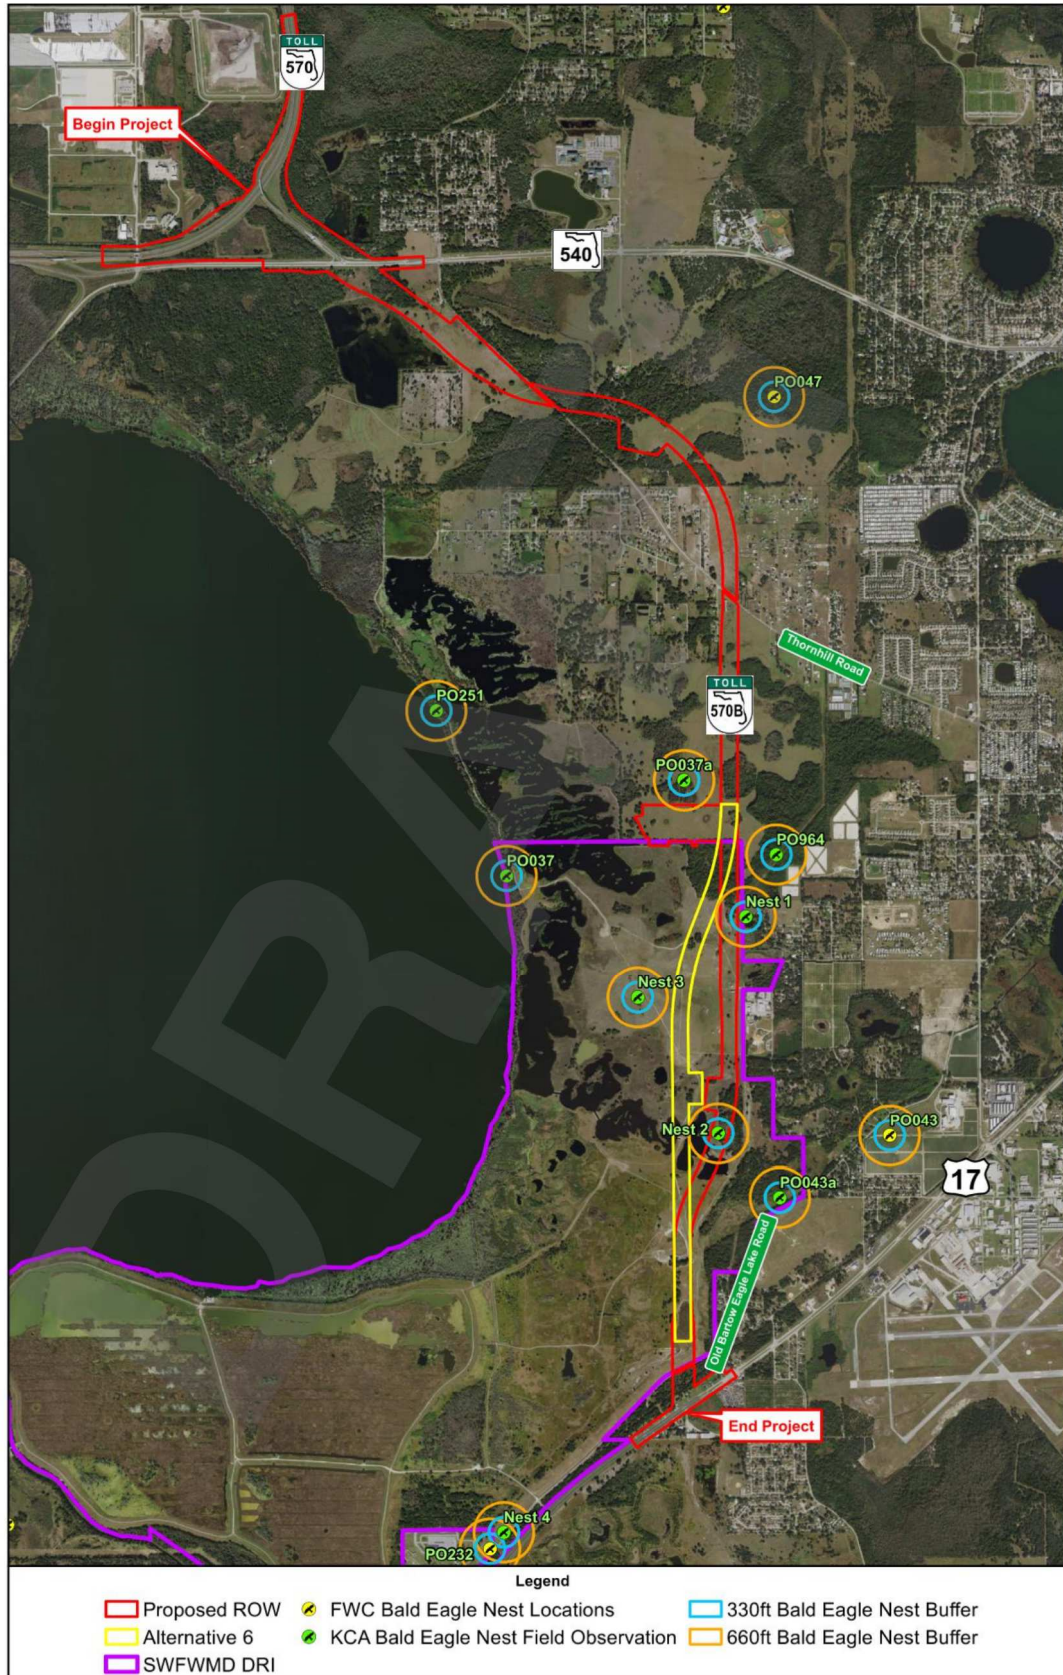 TOLL
570
Begin Project
540
PO047
Thornhill Road
PO251
TOLL
570B
PO037a
PO964
PO037
Nest 1
Nest 3
Nest 2
PO043
17
PO043a
Old Bartow Eagle Lake Road
End Project
Nest 4
PO232
DRA
Legend
Proposed ROW
FWC Bald Eagle Nest Locations
330ft Bald Eagle Nest Buffer
Alternative 6
KCA Bald Eagle Nest Field Observation
660ft Bald Eagle Nest Buffer
SWFWMD DRI